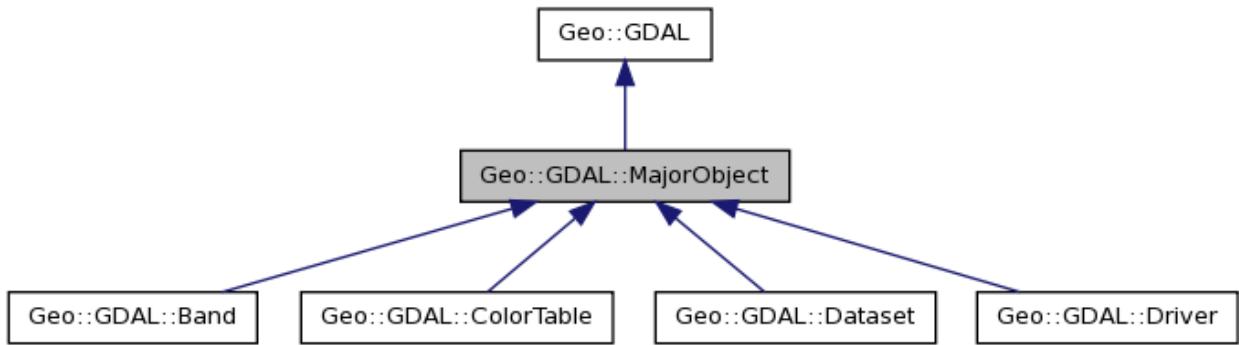 Geo::GDAL
Geo::GDAL::MajorObject
Geo::GDAL::Band
Geo::GDAL::ColorTable
Geo::GDAL::Dataset
Geo::GDAL::Driver